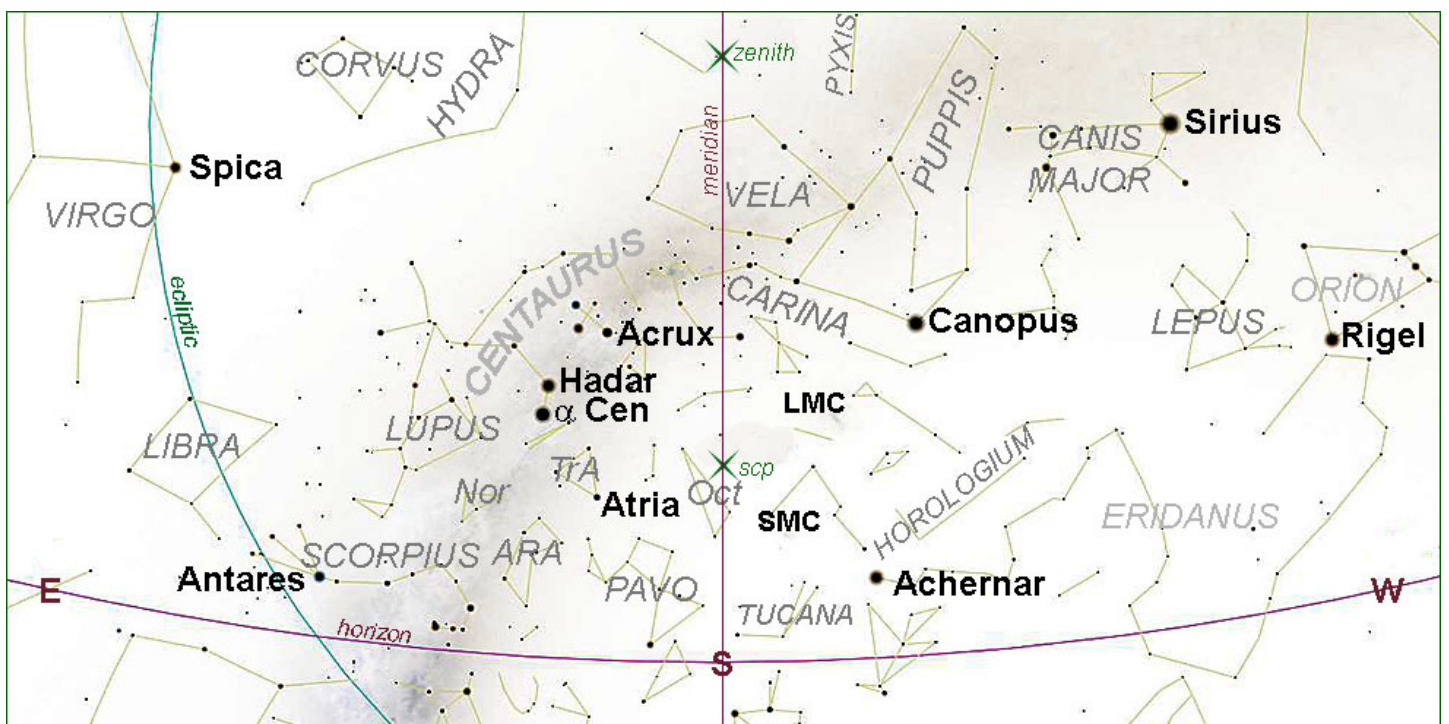 CORVUS
HYDRA
zenith
PYXIS
PUPPIS
meridian
Sirius
CANIS
MAJOR
Spica
VIRGO
VELA
ecliptic
CENTAURUS
CARINA
Canopus
LEPUS
ORION
Rigel
Acrux
Hadar
α Cen
LMC
LIBRA
LUPUS
TrA
scp
Nor
Atria
Oct
SMC
HOROLOGIUM
ERIDANUS
SCORPIUS
ARA
Antares
PAVO
Achernar
TUCANA
E
W
horizon
S